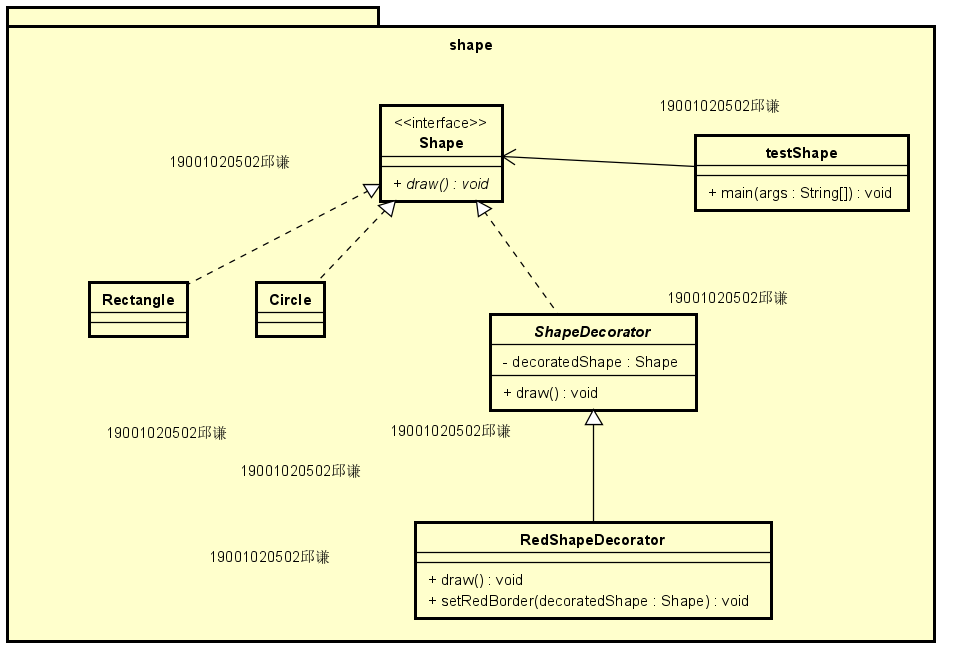 shape
19001020502邱谦
<<interface>>
Shape
+ draw() : void
19001020502邱谦
testShape
+ main(args : String[]) : void
Rectangle
Circle
19001020502邱谦
ShapeDecorator
- decoratedShape : Shape
+ draw() : void
19001020502邱谦
19001020502邱谦
19001020502邱谦
RedShapeDecorator
+ draw() : void
+ setRedBorder(decoratedShape : Shape) : void
19001020502邱谦